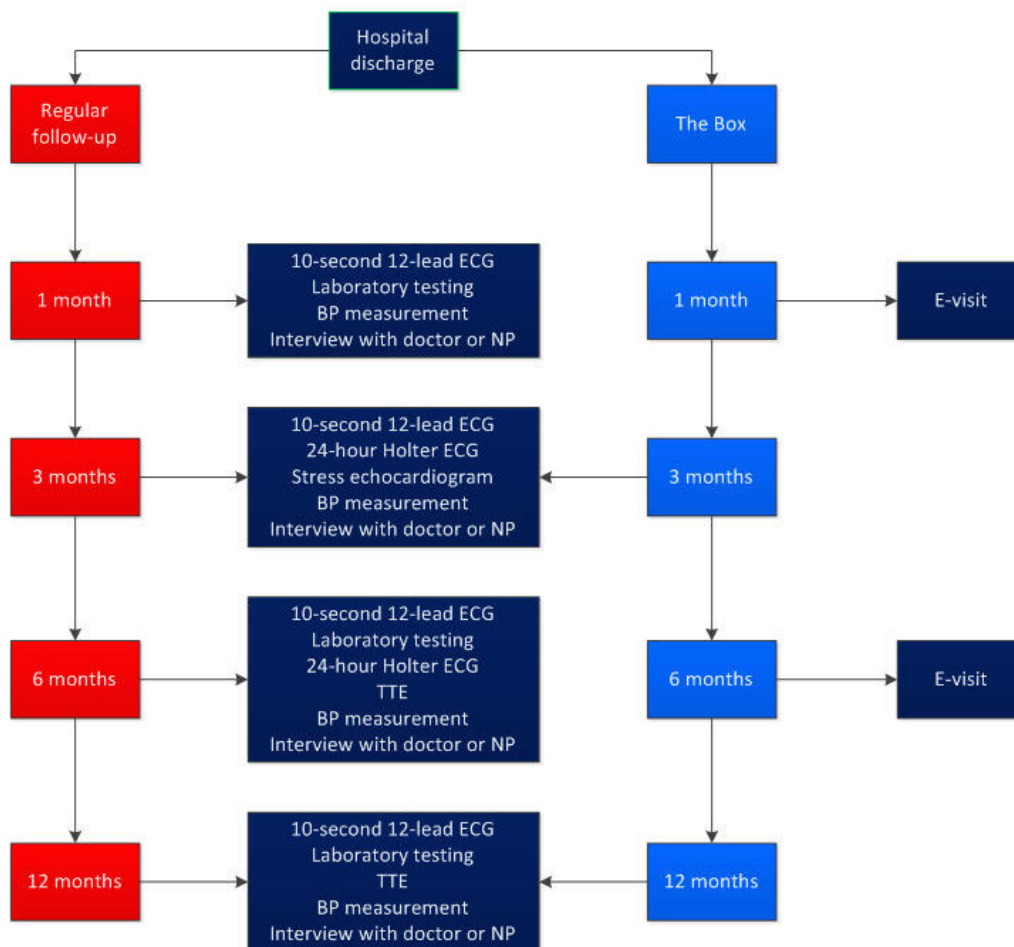 Hospital
discharge
Regular
follow-up
The Box
1 month
10-second 12-lead ECG
Laboratory testing
BP measurement
Interview with doctor or NP
1 month
E-visit
3 months
10-second 12-lead ECG
24-hour Holter ECG
Stress echocardiogram
BP measurement
Interview with doctor or NP
3 months
6 months
10-second 12-lead ECG
Laboratory testing
24-hour Holter ECG
TTE
BP measurement
Interview with doctor or NP
6 months
E-visit
12 months
10-second 12-lead ECG
Laboratory testing
TTE
BP measurement
Interview with doctor or NP
12 months